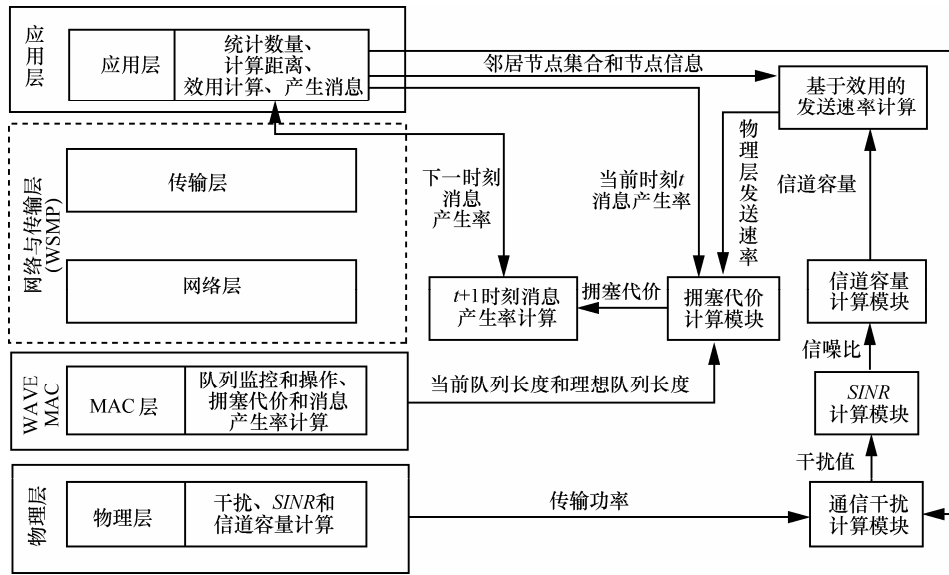 应用层
应用层
统计数量、
计算距离、
效用计算、产生消息
邻居节点集合和节点信息
基于效用的
发送速率计算
网络与传输层
(WSMP)
传输层
网络层
下一时刻
消息
产生率
当前时刻t
消息产生率
物理层发送速率
信道容量
t+1时刻消息
产生率计算
拥塞代价
拥塞代价
计算模块
信道容量
计算模块
信噪比
WAVE
MAC
MAC 层
队列监控和操作、
拥塞代价和消息
产生率计算
当前队列长度和理想队列长度
SINR
计算模块
干扰值
物理层
物理层
干扰、SINR和
信道容量计算
传输功率
通信干扰
计算模块